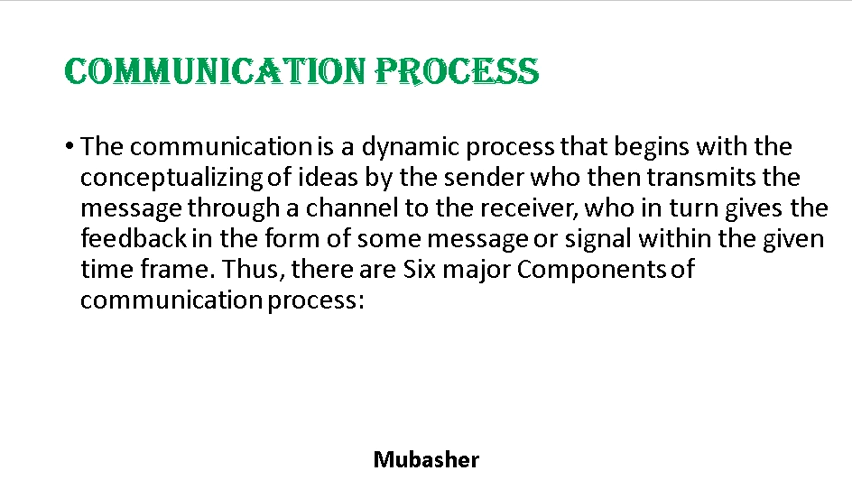 COMMUNICATION PROCESS
• The communication is a dynamic process that begins with the
conceptualizing of ideas by the sender who then transmits the
message through a channel to the receiver, who in turn gives the
feedback in the form of some message or signal within the given
time frame. Thus, there are Six major Components of
communication process:
Mubasher